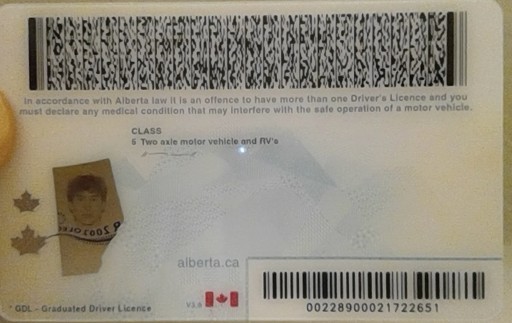 In accordance with Alberta law it is an offence to have more than one Driver's Licence and you
must declare any medical condition that may interfere with the safe operation of a motor vehicle.
CLASS
5 Two axle motor vehicle and RV's
alberta.ca
* GDL - Graduated Driver Licence
V3.0
00228900021722651